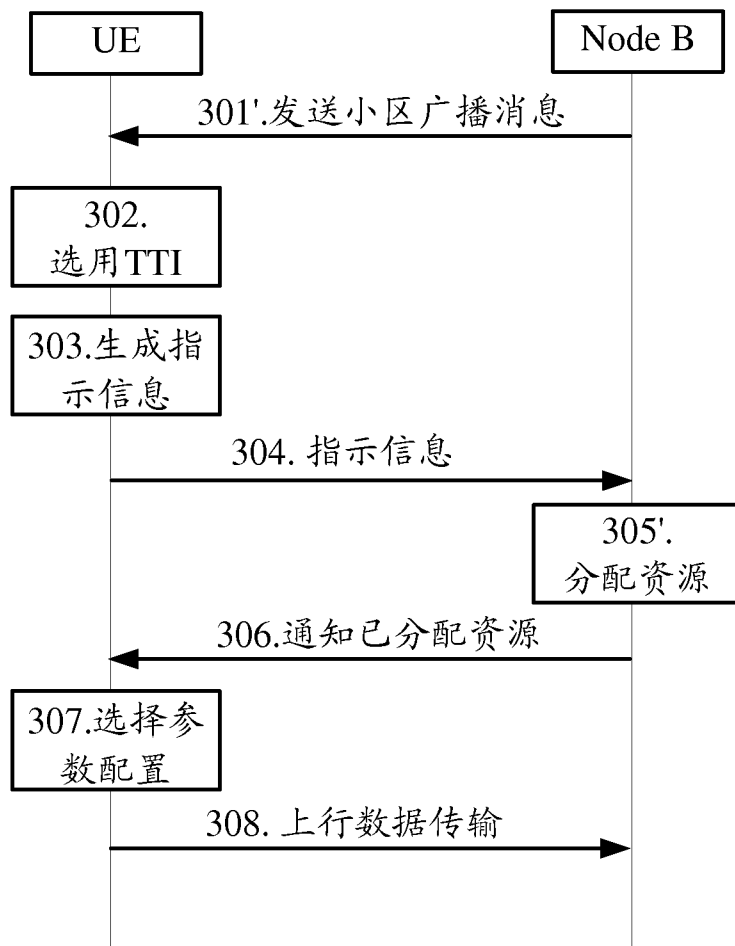 UE
Node B
301'.发送小区广播消息
302.
选用TTI
303.生成指
示信息
304. 指示信息
305'.
分配资源
306.通知已分配资源
307.选择参
数配置
308. 上行数据传输